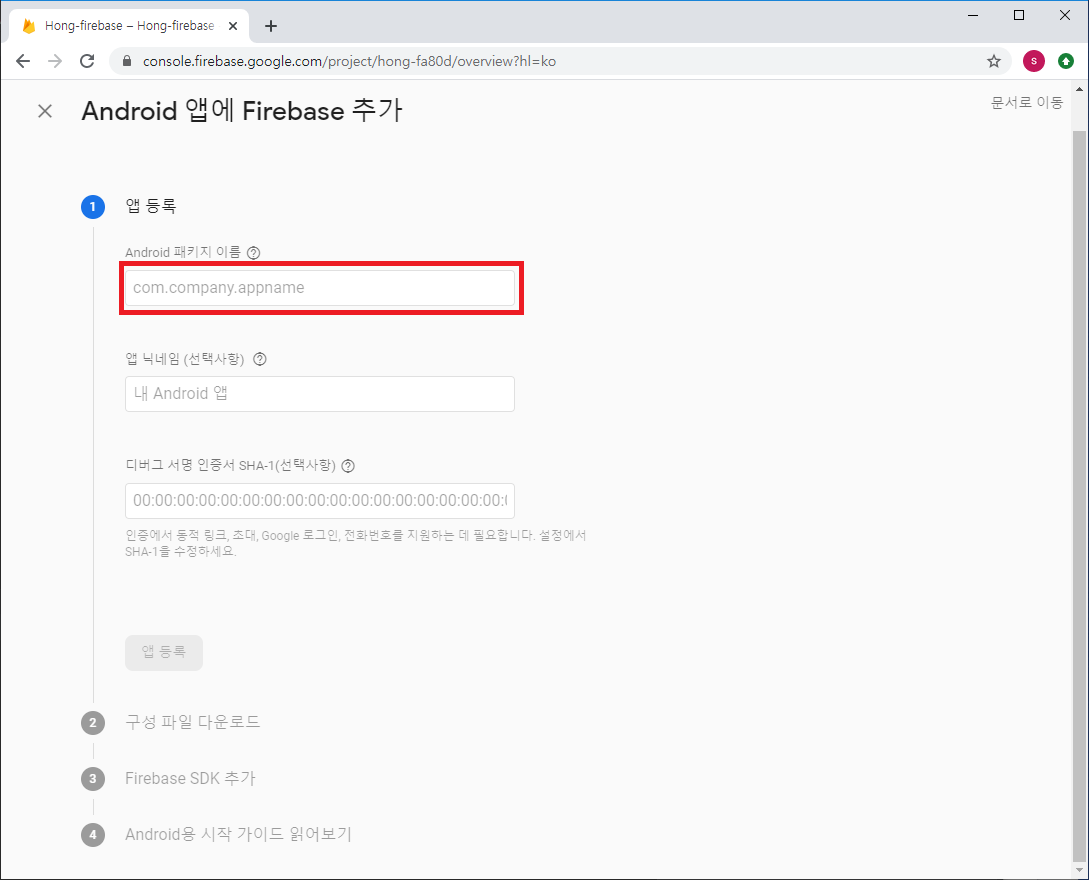 Hong-firebase – Hong-firebase
console.firebase.google.com/project/hong-fa80d/overview?hl=ko
s
Android 앱에 Firebase 추가
문서로 이동
1 앱 등록
Android 패키지 이름
com.company.appname
앱 닉네임 (선택사항)
내 Android 앱
디버그 서명 인증서 SHA-1(선택사항)
00:00:00:00:00:00:00:00:00:00:00:00:00:00:00:00:00:0
인증에서 동적 링크, 초대, Google 로그인, 전화번호를 지원하는 데 필요합니다. 설정에서
SHA-1을 수정하세요.
앱 등록
2 구성 파일 다운로드
3 Firebase SDK 추가
4 Android용 시작 가이드 읽어보기